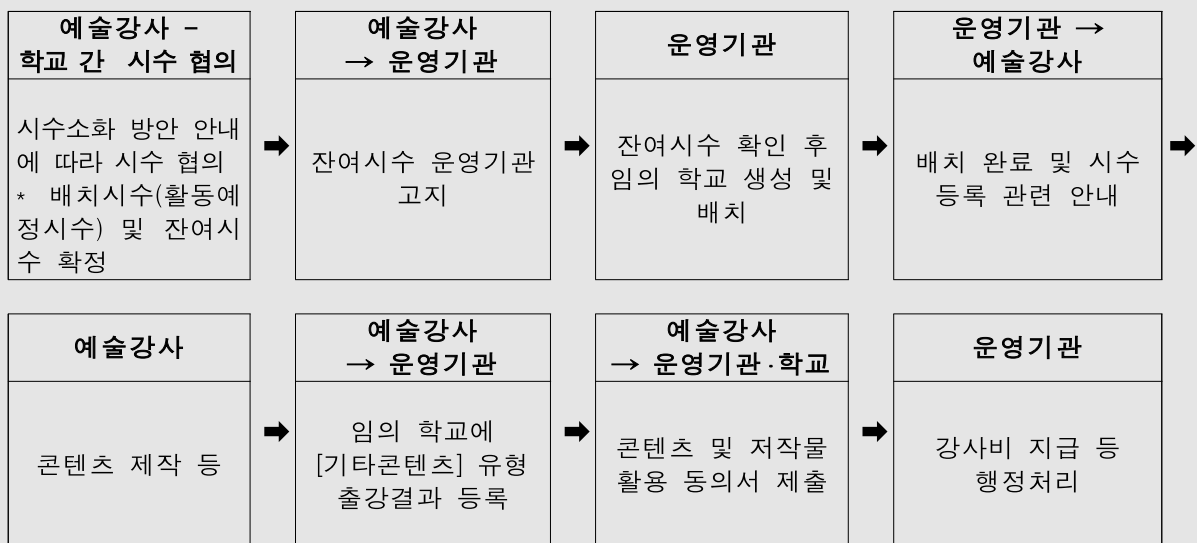 예술강사 –
학교 간 시수 협의
시수소화 방안 안내
에 따라 시수 협의
* 배치시수(활동예
정시수) 및 잔여시
수 확정
➡
예술강사
→ 운영기관
잔여시수 운영기관
고지
➡
운영기관
잔여시수 확인 후
임의 학교 생성 및
배치
➡
운영기관 →
예술강사
배치 완료 및 시수
등록 관련 안내
➡
예술강사
콘텐츠 제작 등
➡
예술강사
→ 운영기관
임의 학교에
[기타콘텐츠] 유형
출강결과 등록
➡
예술강사
→ 운영기관·학교
콘텐츠 및 저작물
활용 동의서 제출
➡
운영기관
강사비 지급 등
행정처리